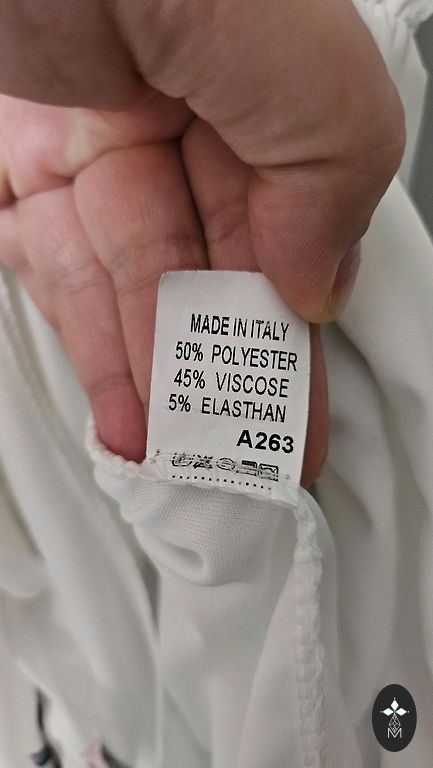 MADE IN ITALY
50% POLYESTER
45% VISCOSE
5% ELASTHAN
A263